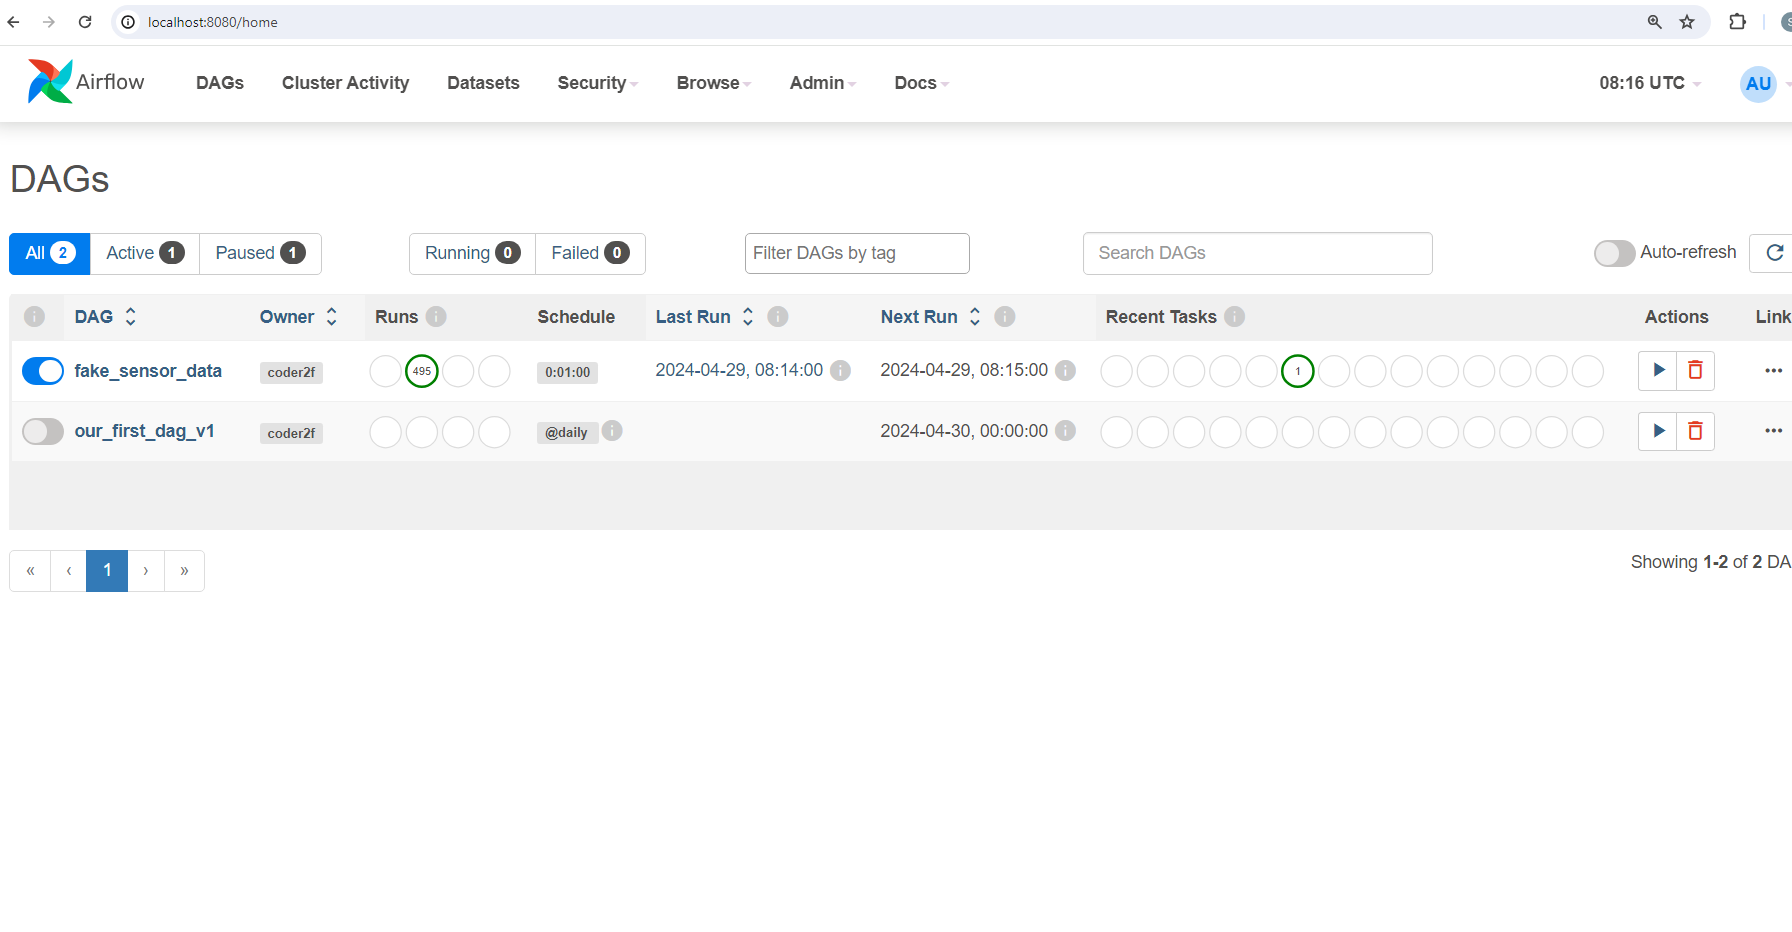 localhost:8080/home
Airflow DAGs Cluster Activity Datasets Security Browse Admin Docs 08:16 UTC AU
DAGs
All 2 Active 1 Paused 1 Running 0 Failed 0 Filter DAGs by tag Search DAGs Auto-refresh
DAG Owner Runs Schedule Last Run Next Run Recent Tasks Actions Link
fake_sensor_data coder2f 495 0:01:00 2024-04-29, 08:14:00 2024-04-29, 08:15:00 1
our_first_dag_v1 coder2f @daily 2024-04-30, 00:00:00
« ‹ 1 › » Showing 1-2 of 2 DA